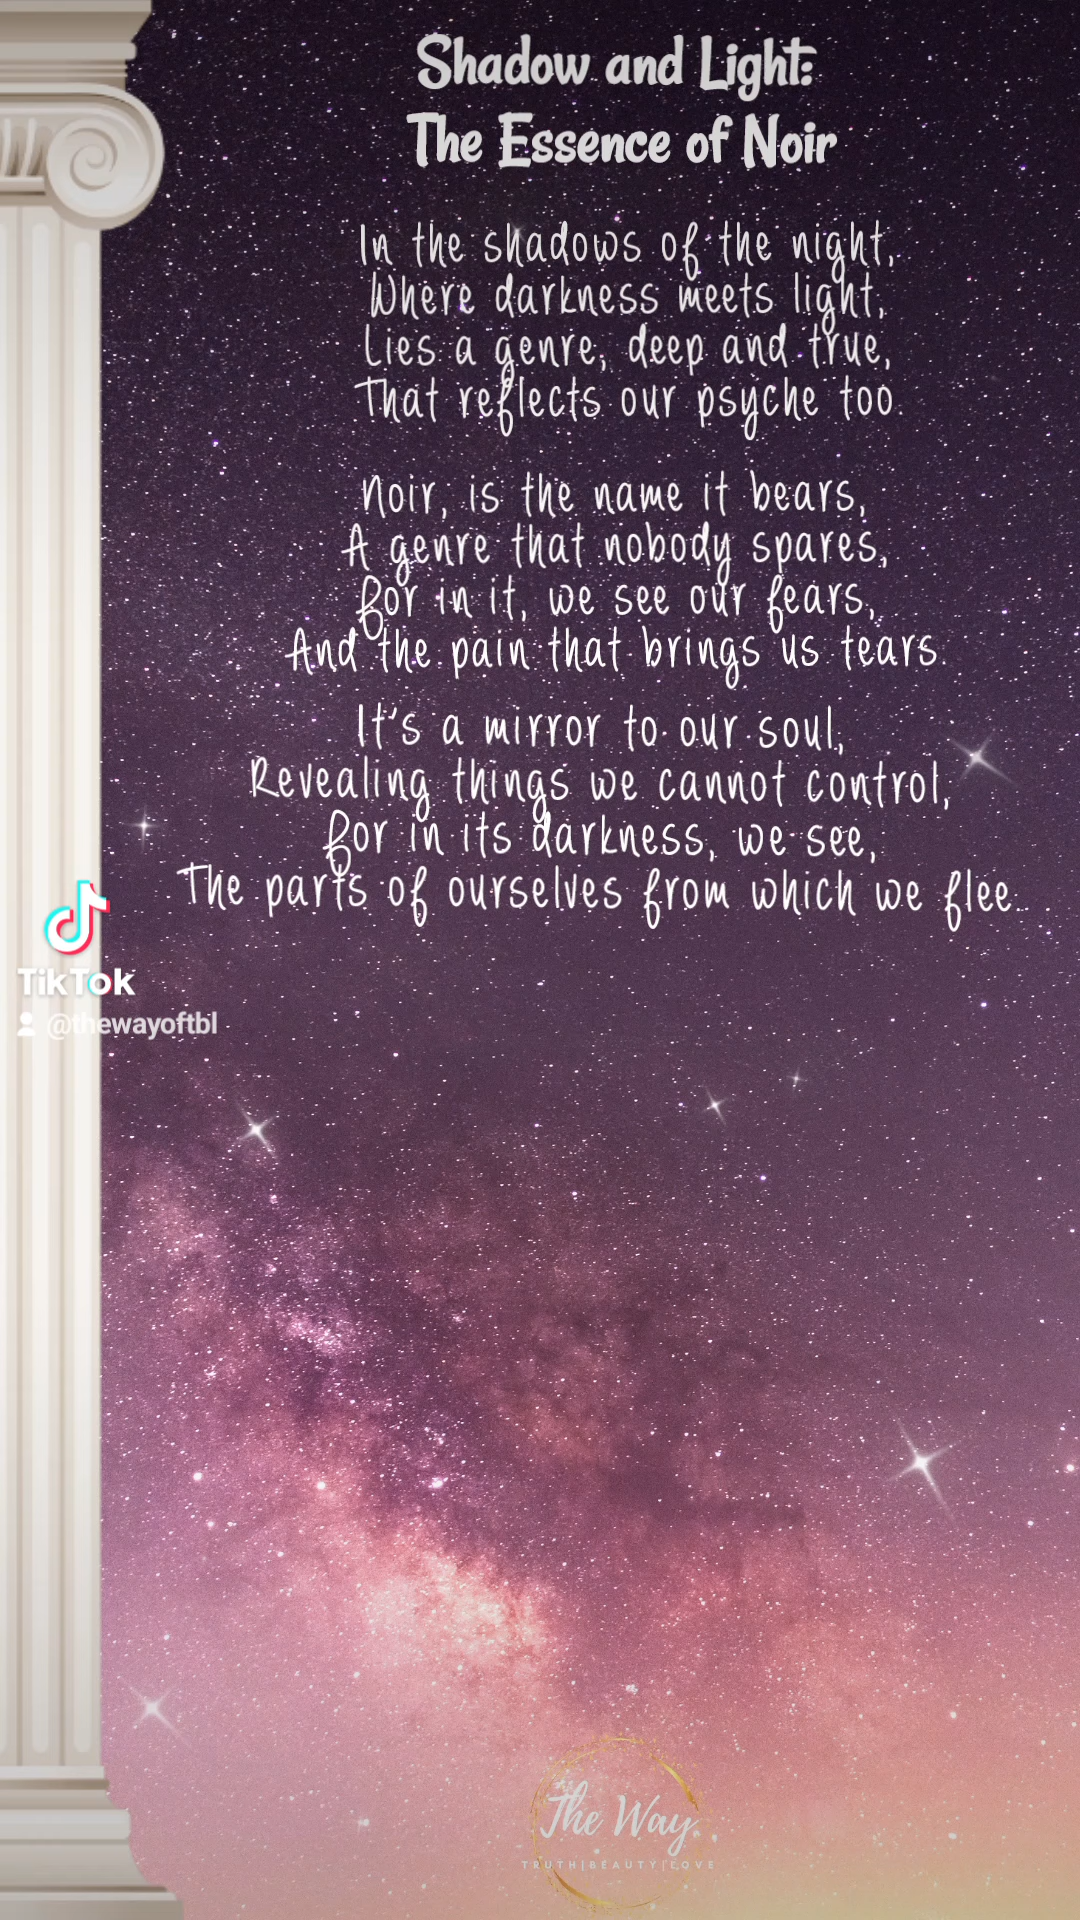 Shadow and Light:
The Essence of Noir
In the shadows of the night,
Where darkness meets light,
Lies a genre, deep and true,
That reflects our psyche too.
Noir, is the name it bears,
A genre that nobody spares,
For in it, we see our fears,
And the pain that brings us tears.
It's a mirror to our soul,
Revealing things we cannot control,
For in its darkness, we see,
The parts of ourselves from which we flee.
TikTok
@thewayoftbl
The Way
TRUTH|BEAUTY|LOVE